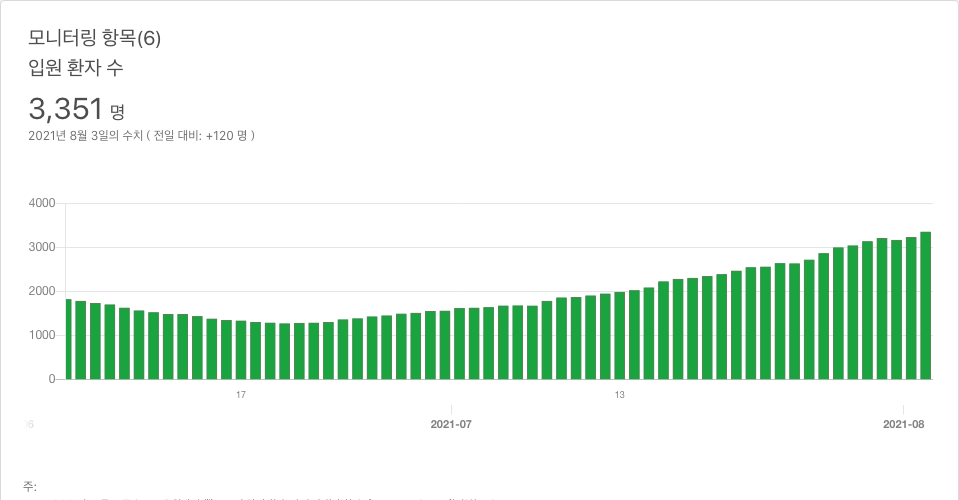 모니터링 항목(6)
입원 환자 수
3,351 명
2021년 8월 3일의 수치 ( 전일 대비: +120 명 )
4000
3000
2000
1000
0
17
13
2021-07
2021-08
주: